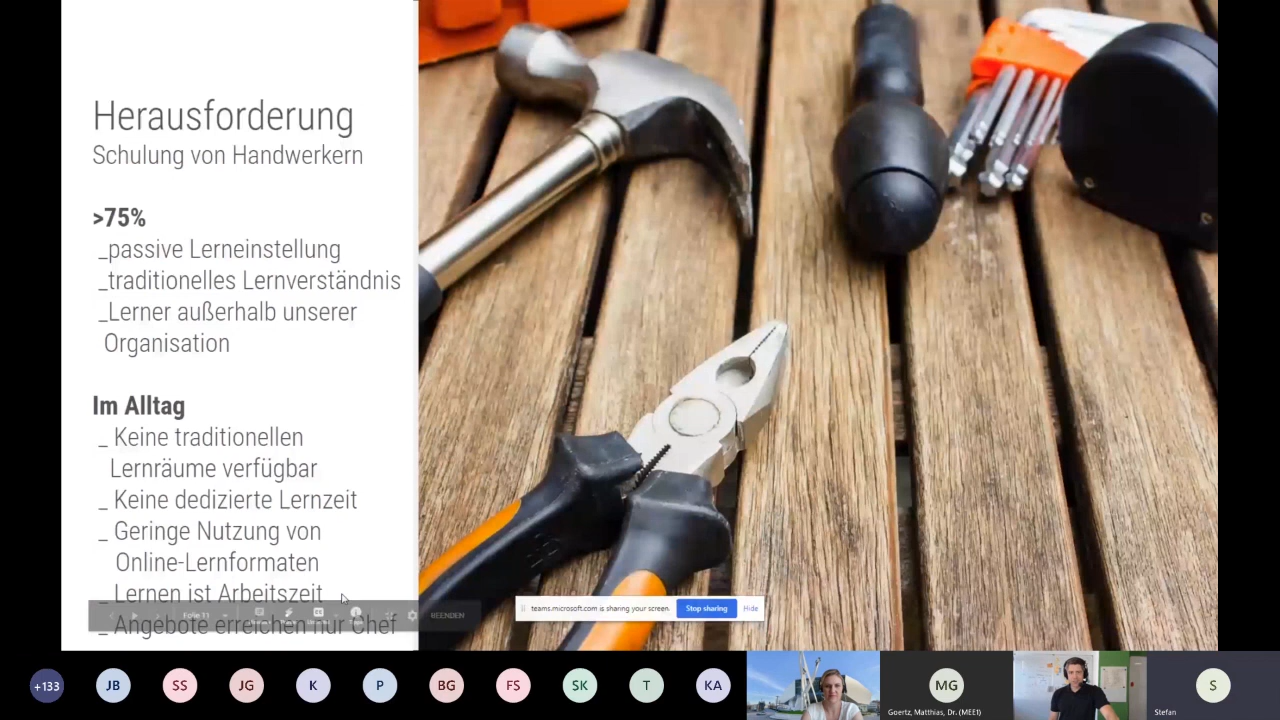 Herausforderung
Schulung von Handwerkern
>75%
_passive Lerneinstellung
_traditionelles Lernverständnis
_Lerner außerhalb unserer
Organisation
Im Alltag
_ Keine traditionellen
Lernräume verfügbar
_ Keine dedizierte Lernzeit
_ Geringe Nutzung von
Online-Lernformaten
_ Lernen ist Arbeitszeit
Folie 11
BEENDEN
_ Angebote erreichen nur Chef
teams.microsoft.com is sharing your screen.
Stop sharing
Hide
+133
JB
SS
JG
K
P
BG
FS
SK
T
KA
MG
Goertz, Matthias, Dr. (MEE1)
S
Stefan